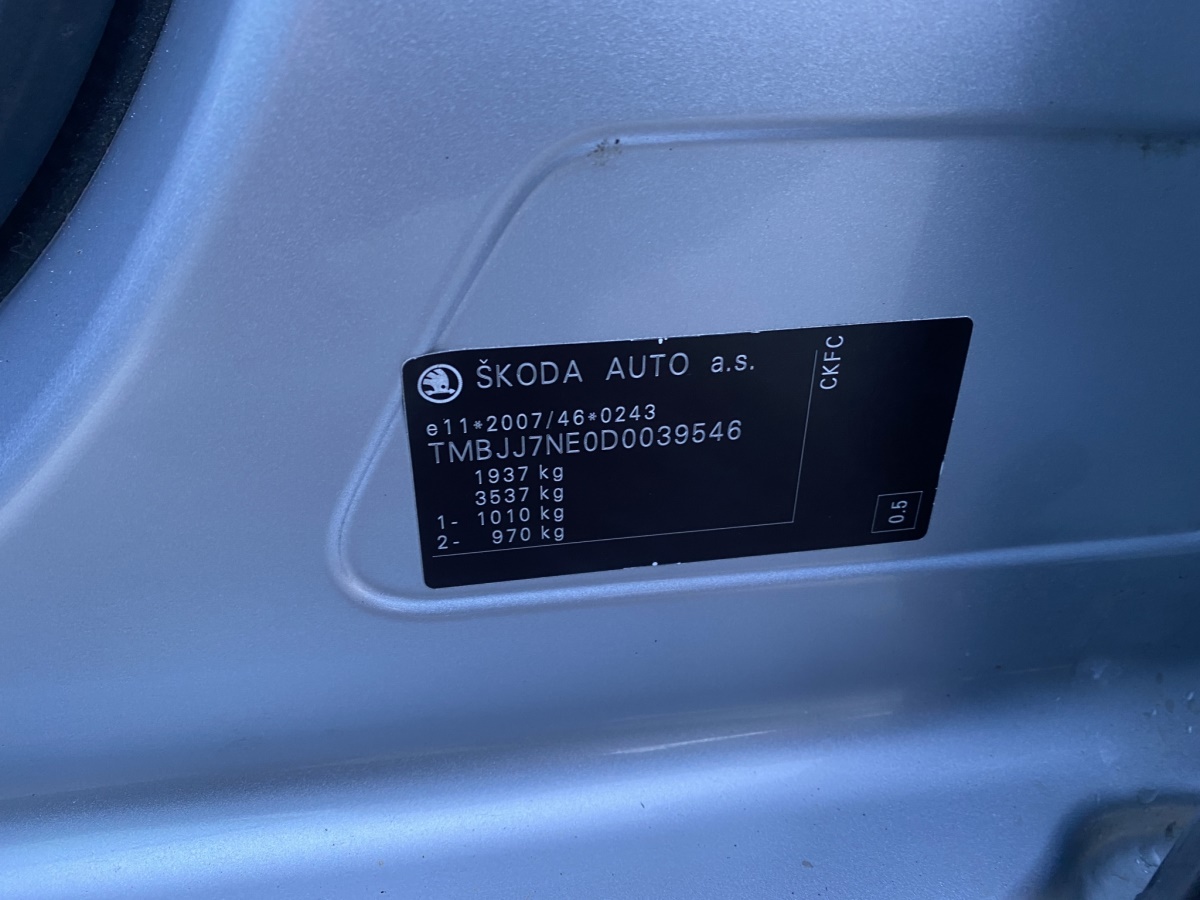 ŠKODA AUTO a.s.
e11*2007/46*0243
TMBJJ7NE0D0039546
1937 kg
3537 kg
1- 1010 kg
2- 970 kg
CKFC
0.5